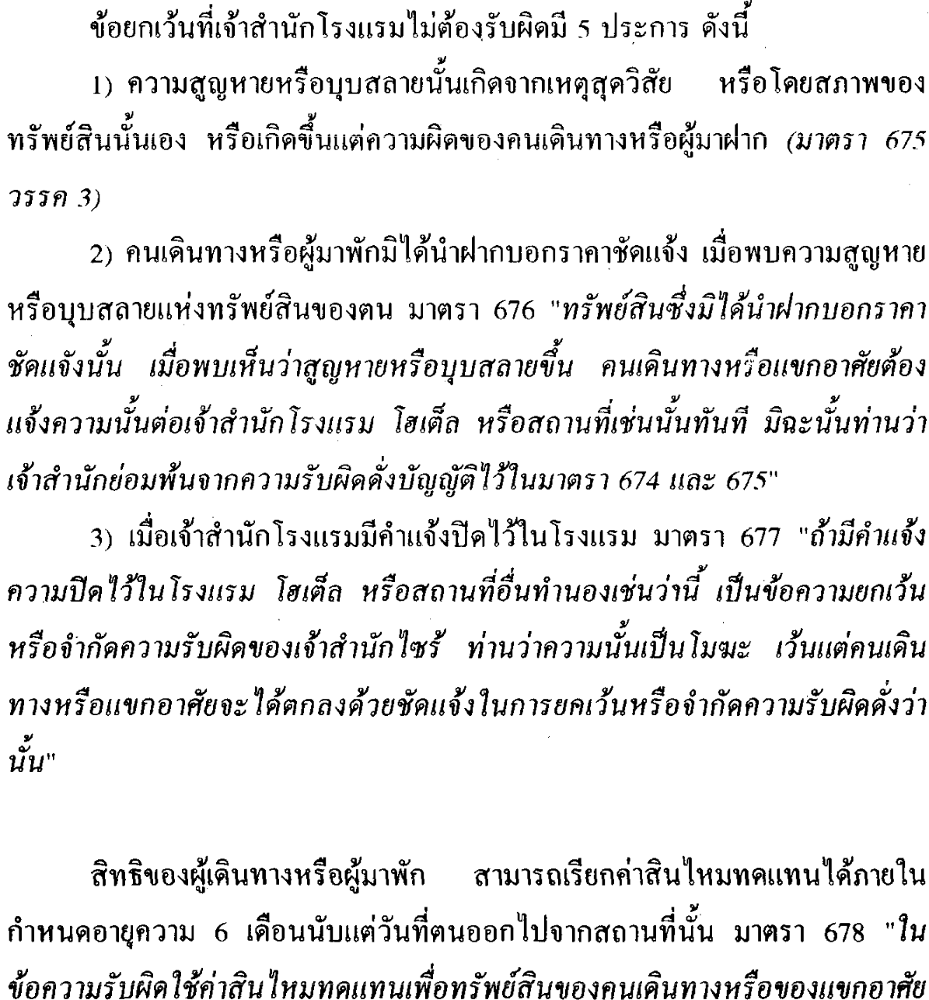 ข้อยกเว้นที่เจ้าสำนักโรงแรมไม่ต้องรับผิดมี 5 ประการ ดังนี้
1) ความสูญหายหรือบุบสลายนั้นเกิดจากเหตุสุดวิสัย หรือโดยสภาพของ
ทรัพย์สินนั้นเอง หรือเกิดขึ้นแต่ความผิดของคนเดินทางหรือผู้มาฝาก (มาตรา 675
วรรค 3)
2) คนเดินทางหรือผู้มาพักมิได้นำฝากบอกราคาชัดแจ้ง เมื่อพบความสูญหาย
หรือบุบสลายแห่งทรัพย์สินของตน มาตรา 676 "ทรัพย์สินซึ่งมิได้นำฝากบอกราคา
ชัดแจังนั้น เมื่อพบเห็นว่าสูญหายหรือบุบสลายขึ้น คนเดินทางหรือแขกอาศัยต้อง
แจ้งความนั้นต่อเจ้าสำนักโรงแรม โฮเต็ล หรือสถานที่เช่นนั้นทันที มิฉะนั้นท่านว่า
เจ้าสำนักย่อมพ้นจากความรับผิดดั่งบัญญัติไว้ในมาตรา 674 และ 675"
3) เมื่อเจ้าสำนักโรงแรมมีคำแจ้งปิดไว้ในโรงแรม มาตรา 677 "ถ้ามีคำแจ้ง
ความปิดไว้ในโรงแรม โฮเต็ล หรือสถานที่อื่นทำนองเช่นว่านี้ เป็นข้อความยกเว้น
หรือจำกัดความรับผิดของเจ้าสำนักไซร้ ท่านว่าความนั้นเป็นโมฆะ เว้นแต่คนเดิน
ทางหรือแขกอาศัยจะได้ตกลงด้วยชัดแจ้งในการยคเว้นหรือจำกัดความรับผิดดั่งว่า
นั้น"
สิทธิของผู้เดินทางหรือผู้มาพัก สามารถเรียกค่าสินไหมทดแทนได้ภายใน
กำหนดอายุความ 6 เดือนนับแต่วันที่ตนออกไปจากสถานที่นั้น มาตรา 678 "ใน
ข้อความรับผิดใช้ค่าสินไหมทดแทนเพื่อทรัพย์สินของคนเดินทางหรือของแขกอาศัย